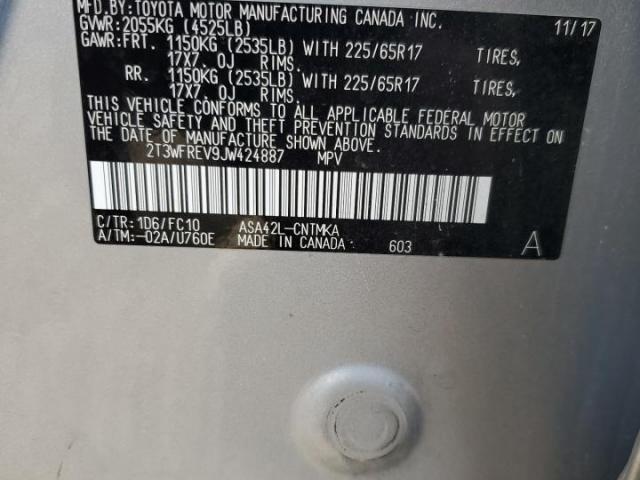 MFD.BY:TOYOTA MOTOR MANUFACTURING CANADA INC. 11/17
GVWR:2055KG (4525LB)
GAWR:FRT. 1150KG (2535LB) WITH 225/65R17 TIRES,
17X7.0J RIMS.
RR. 1150KG (2535LB) WITH 225/65R17 TIRES,
17X7.0J RIMS.
THIS VEHICLE CONFORMS TO ALL APPLICABLE FEDERAL MOTOR
VEHICLE SAFETY AND THEFT PREVENTION STANDARDS IN EFFECT ON
THE DATE OF MANUFACTURE SHOWN ABOVE.
2T3WFREV9JW424887 MPV
C/TR:1D6/FC10 ASA42L-CNTMKA
A/TM:-02A/U760E MADE IN CANADA 603 A